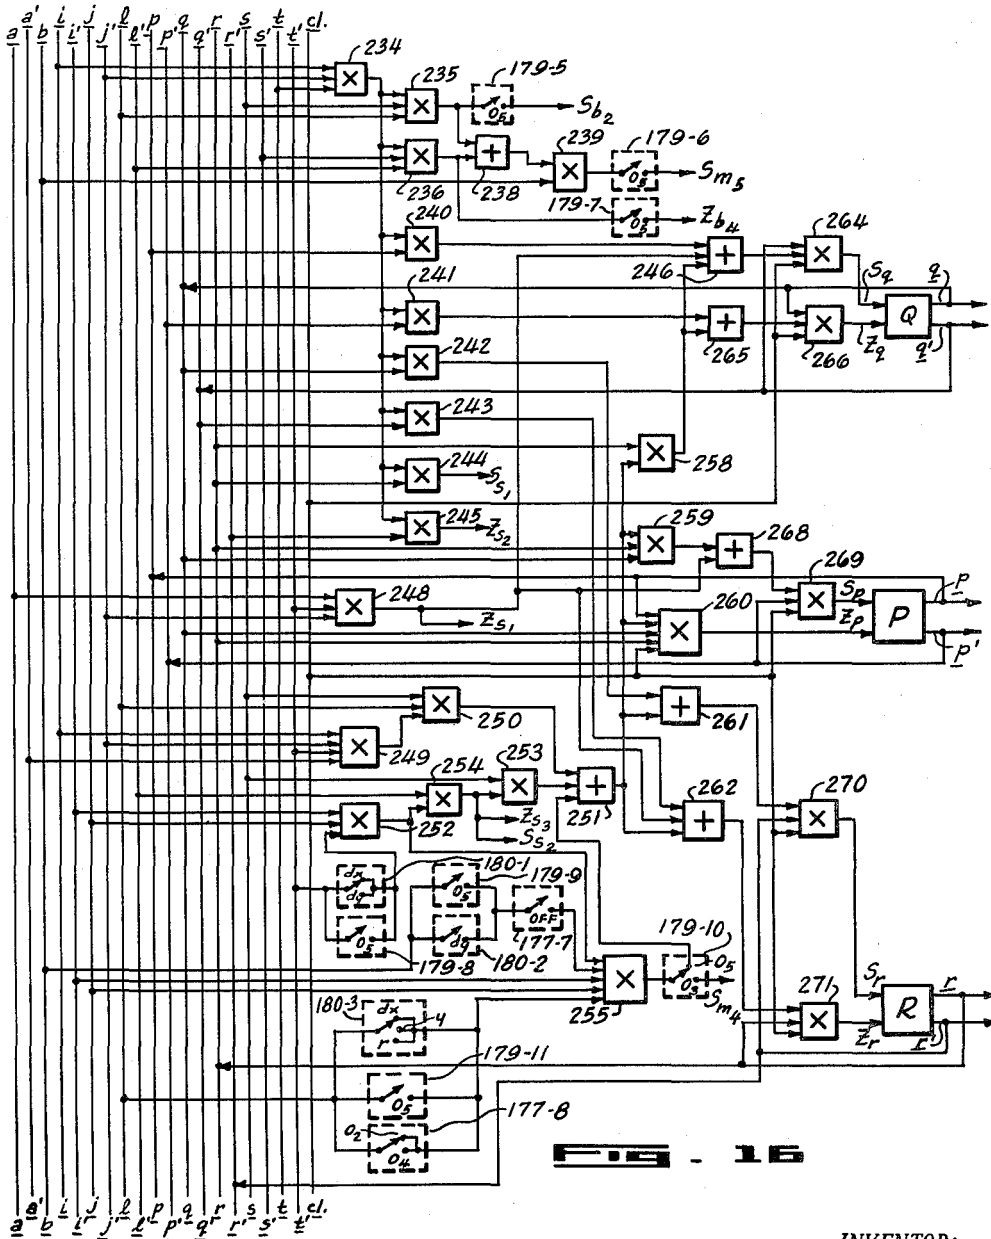 a a' b i i' j j' l l' p p' q q' r r' s s' t t' cl.
234
235
179-5
O5
Sb2
236
238
239
179-6
O5
Sm5
179-7
O5
Zb4
240
246
264
241
265
266
Sq
Zq
Q
q
q'
242
243
258
244
Ss1
245
Zs2
259
268
269
248
Zs1
260
Sp
Zp
P
p
p'
250
261
249
253
254
251
262
270
252
Zs3
Ss2
dx
dq
180-1
179-9
O5
O5
dq
OFF
179-8
180-2
177-7
179-10
O5
O3
Sm4
255
271
Sr
Zr
R
r
r'
180-3
dx
4
r
179-11
O5
177-8
O2
O4
Fig. 16
a a' b i i' j j' l l' p p' q q' r r' s s' t t' cl.
INVENTOR: